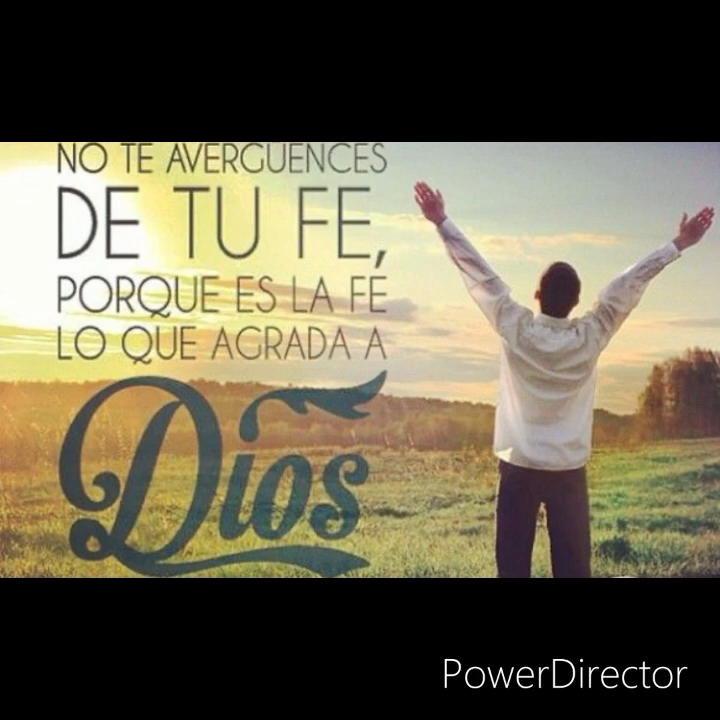 NO TE AVERGUENCES
DE TU FE,
PORQUE ES LA FE
LO QUE AGRADA A
Dios
PowerDirector